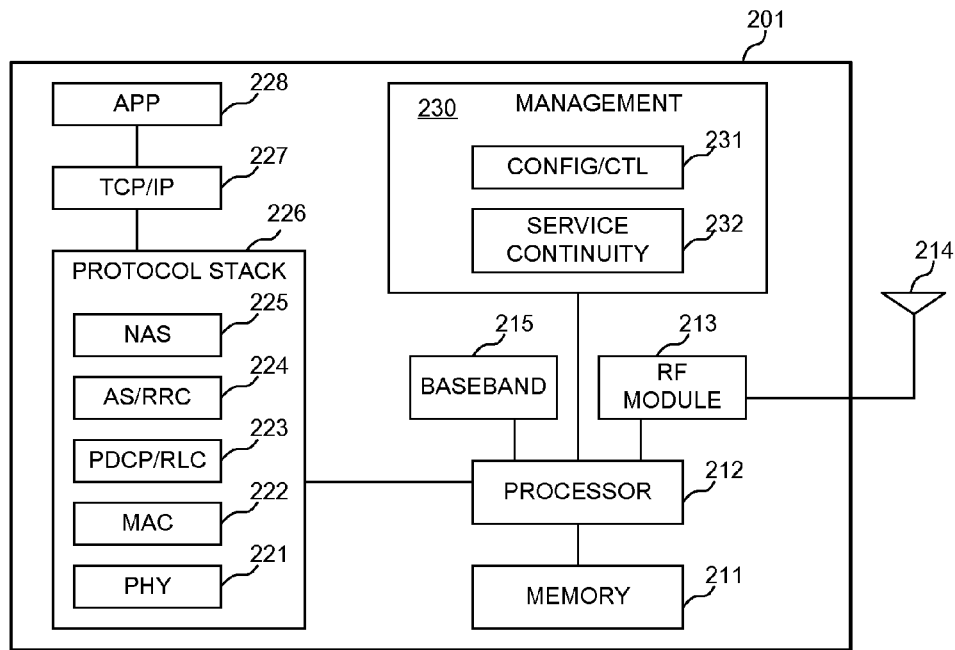 201
APP
228
TCP/IP
227
226
PROTOCOL STACK
NAS
225
AS/RRC
224
PDCP/RLC
223
MAC
222
PHY
221
230
MANAGEMENT
CONFIG/CTL
231
SERVICE
CONTINUITY
232
214
215
BASEBAND
213
RF
MODULE
PROCESSOR
212
MEMORY
211